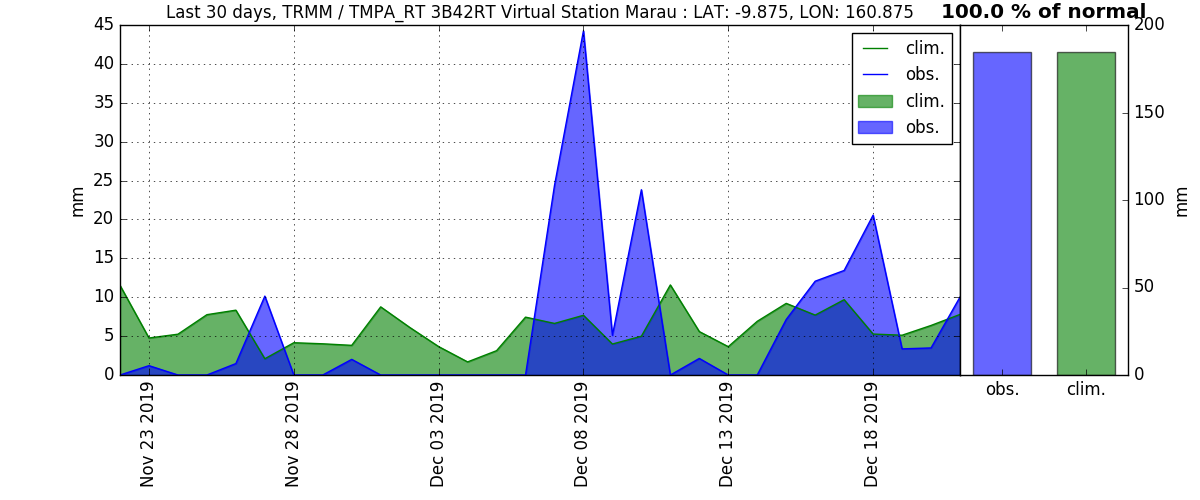 Last 30 days, TRMM / TMPA_RT 3B42RT Virtual Station Marau : LAT: -9.875, LON: 160.875
100.0 % of normal
45
40
35
30
25
20
15
10
5
0
mm
clim.
obs.
clim.
obs.
200
150
100
50
0
mm
obs.
clim.
Nov 23 2019
Nov 28 2019
Dec 03 2019
Dec 08 2019
Dec 13 2019
Dec 18 2019